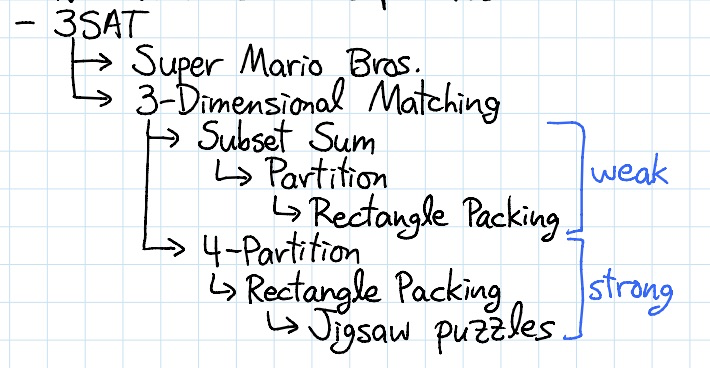 - 3SAT
Super Mario Bros.
3-Dimensional Matching
Subset Sum
Partition
Rectangle Packing
weak
4-Partition
Rectangle Packing
Jigsaw puzzles
strong